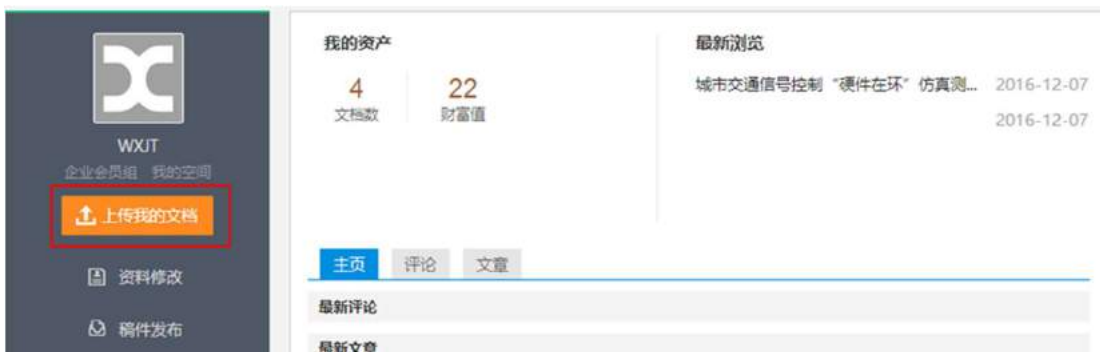 WXJT
企业会员组 我的空间
上传我的文档
资料修改
稿件发布
我的资产
4 22
文档数 财富值
最新浏览
城市交通信号控制“硬件在环”仿真测... 2016-12-07
2016-12-07
主页 评论 文章
最新评论
最新文章